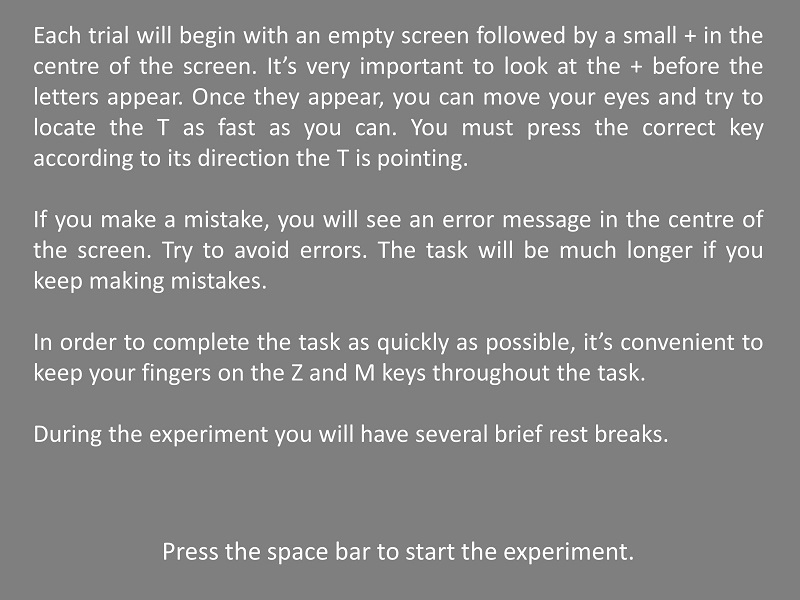 Each trial will begin with an empty screen followed by a small + in the
centre of the screen. It’s very important to look at the + before the
letters appear. Once they appear, you can move your eyes and try to
locate the T as fast as you can. You must press the correct key
according to its direction the T is pointing.
If you make a mistake, you will see an error message in the centre of
the screen. Try to avoid errors. The task will be much longer if you
keep making mistakes.
In order to complete the task as quickly as possible, it’s convenient to
keep your fingers on the Z and M keys throughout the task.
During the experiment you will have several brief rest breaks.
Press the space bar to start the experiment.